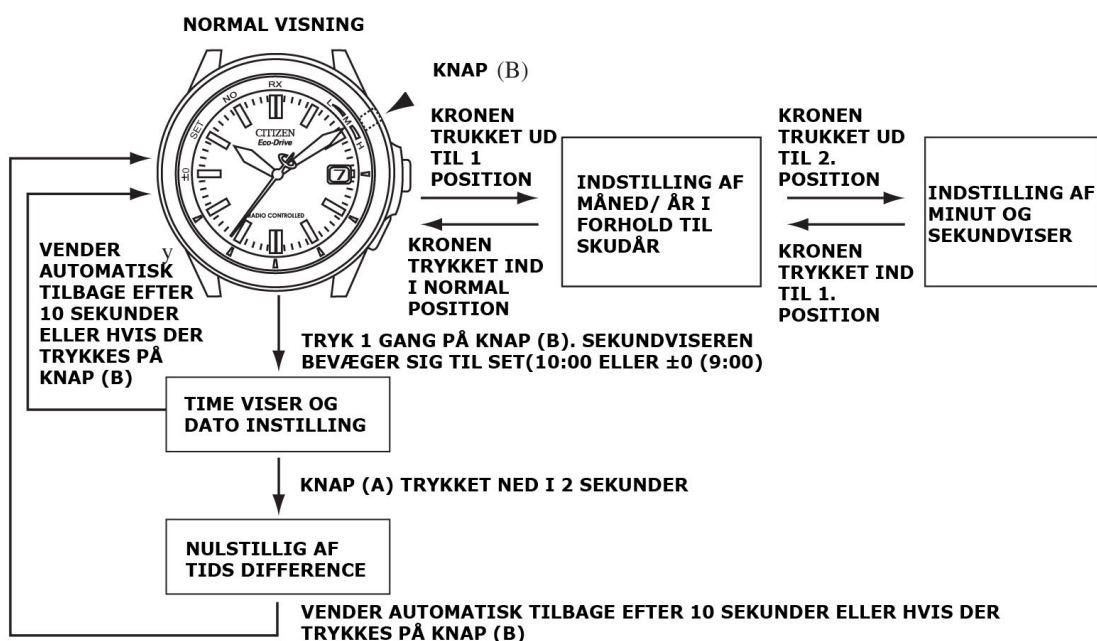 NORMAL VISNING
KNAP (B)
RX
NO
SET
±0
L
M
H
CITIZEN
Eco-Drive
7
RADIO CONTROLLED
KRONEN
TRUKKET UD
TIL 1
POSITION
KRONEN
TRYKKET IND
I NORMAL
POSITION
INDSTILLING AF
MÅNED/ ÅR I
FORHOLD TIL
SKUDÅR
KRONEN
TRUKKET UD
TIL 2.
POSITION
KRONEN
TRYKKET IND
TIL 1.
POSITION
INDSTILLING AF
MINUT OG
SEKUNDVISER
y
VENDER
AUTOMATISK
TILBAGE EFTER
10 SEKUNDER
ELLER HVIS DER
TRYKKES PÅ
KNAP (B)
TRYK 1 GANG PÅ KNAP (B). SEKUNDVISEREN
BEVÆGER SIG TIL SET(10:00 ELLER ±0 (9:00)
TIME VISER OG
DATO INSTILLING
KNAP (A) TRYKKET NED I 2 SEKUNDER
NULSTILLIG AF
TIDS DIFFERENCE
VENDER AUTOMATISK TILBAGE EFTER 10 SEKUNDER ELLER HVIS DER
TRYKKES PÅ KNAP (B)